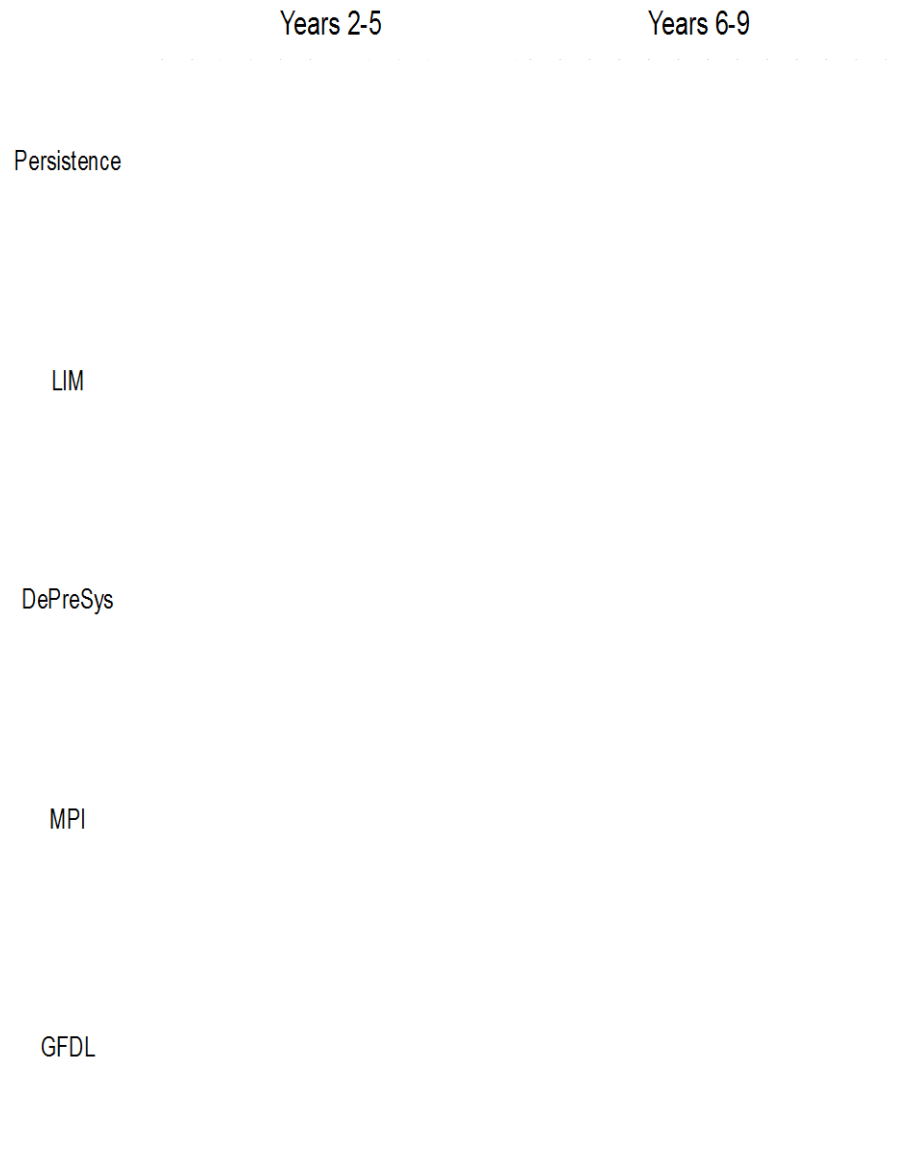 Years 2-5 Years 6-9
Persistence
LIM
DePreSys
MPI
GFDL